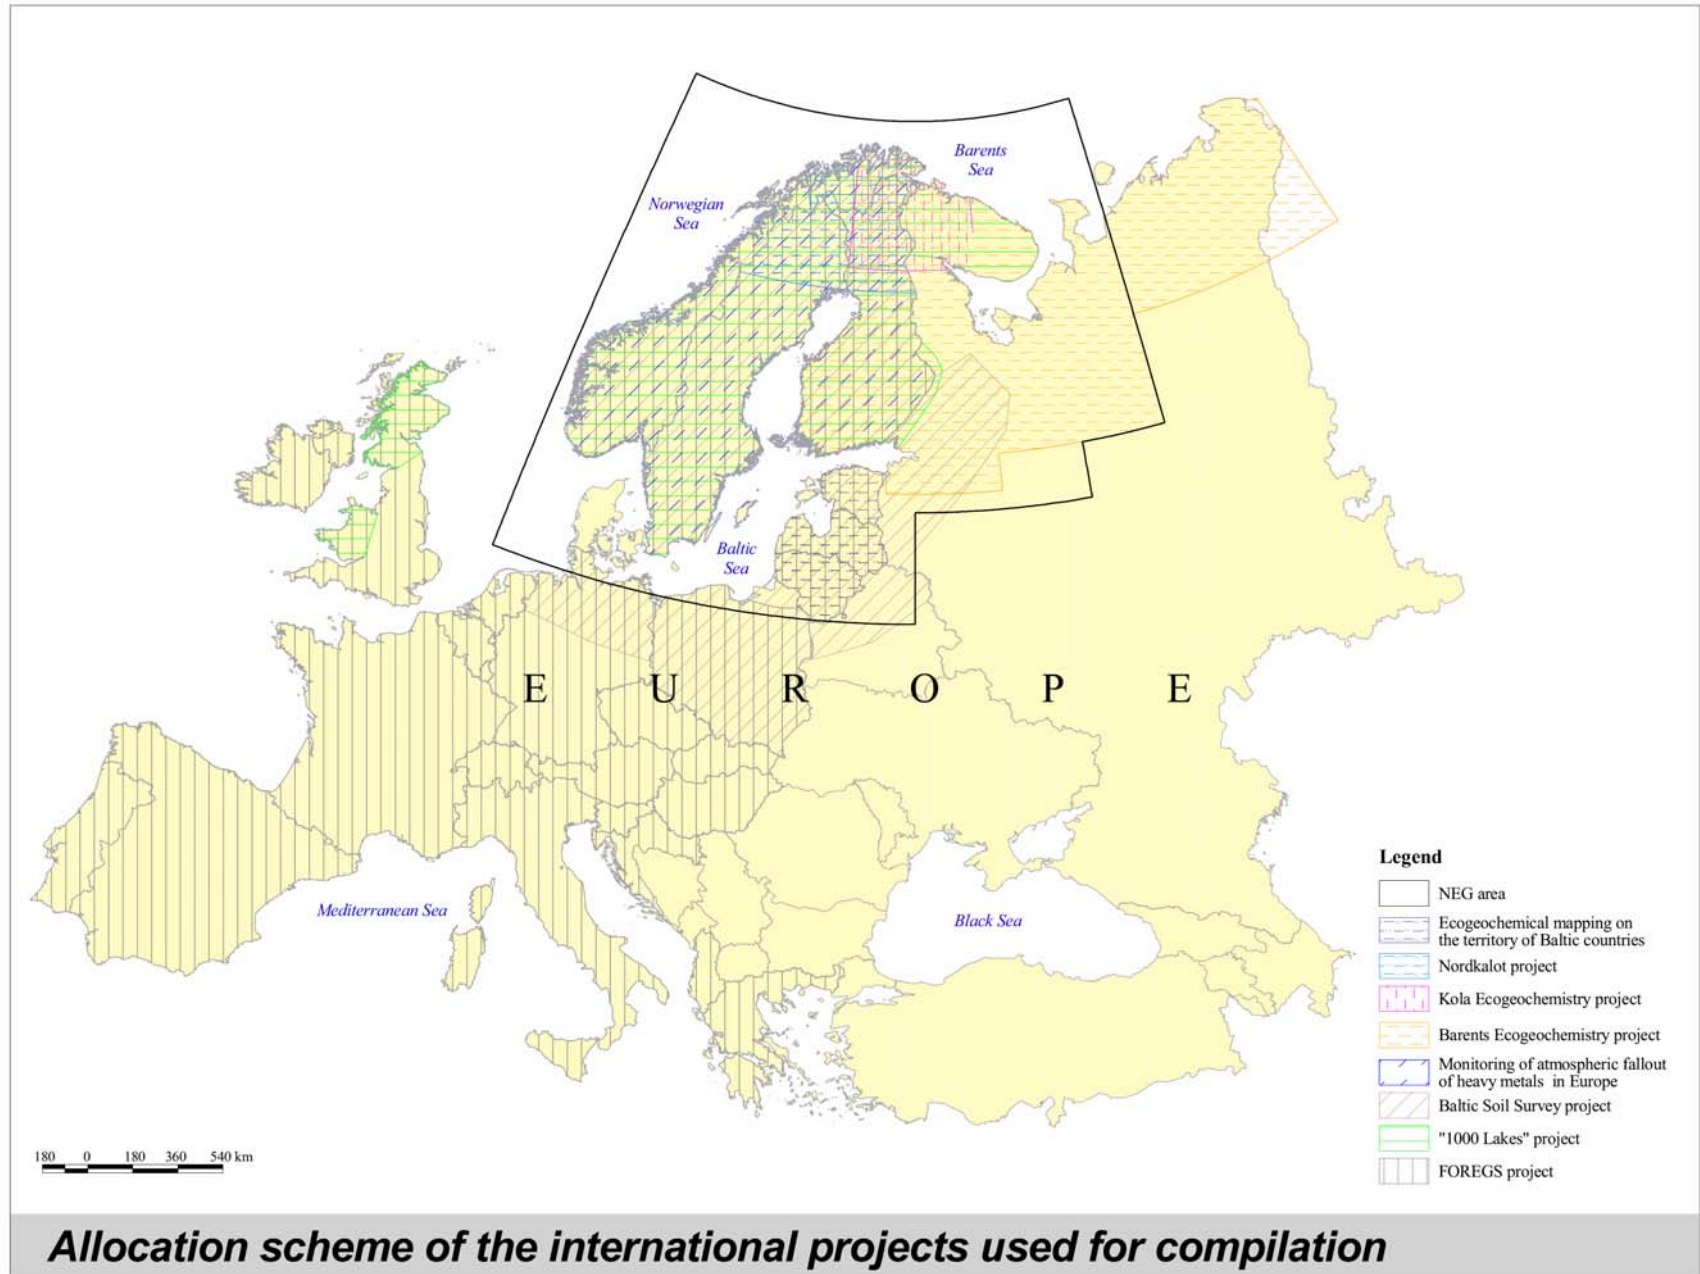 Barents
Sea
Norwegian
Sea
Baltic
Sea
E U R O P E
Mediterranean Sea
Black Sea
Legend
NEG area
Ecogeochemical mapping on
the territory of Baltic countries
Nordkalot project
Kola Ecogeochemistry project
Barents Ecogeochemistry project
Monitoring of atmospheric fallout
of heavy metals in Europe
Baltic Soil Survey project
"1000 Lakes" project
FOREGS project
180 0 180 360 540 km
Allocation scheme of the international projects used for compilation